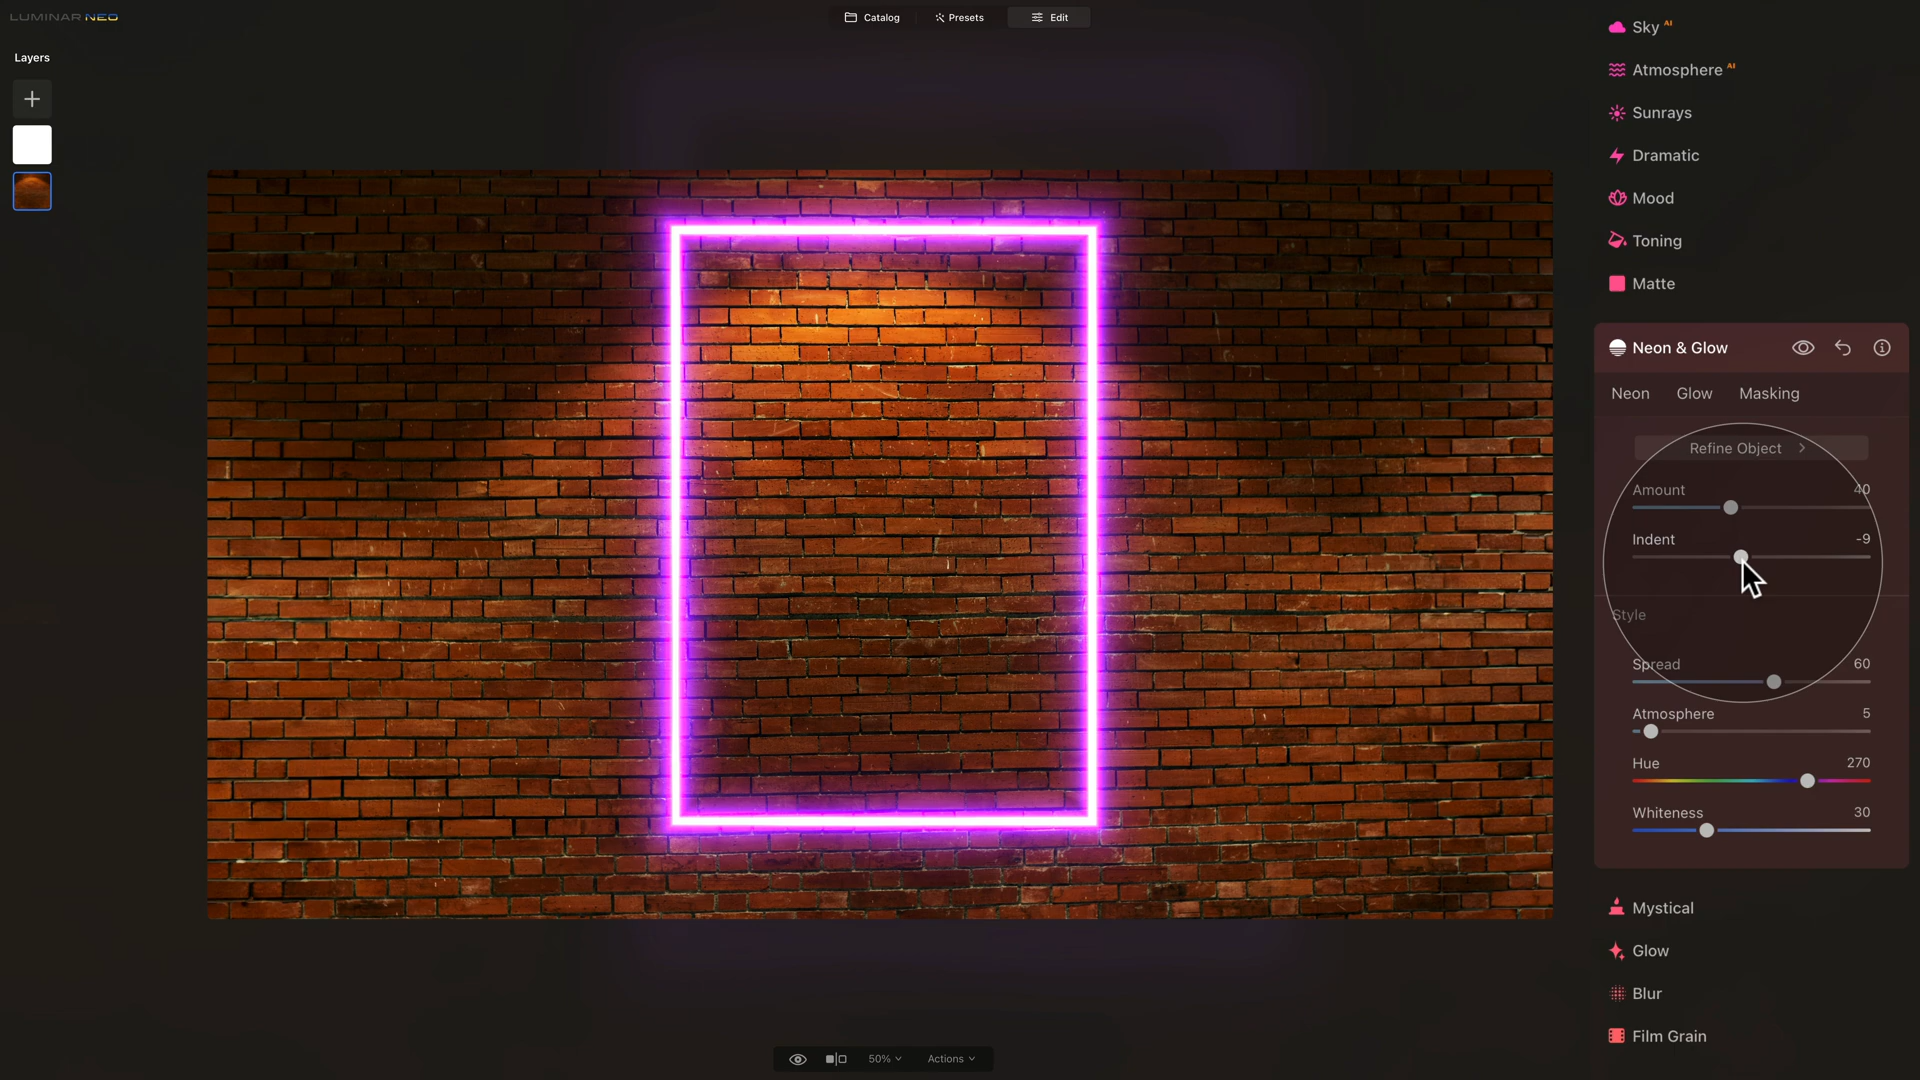 LUMINAR NEO
Catalog
Presets
Edit
Layers
Sky AI
Atmosphere AI
Sunrays
Dramatic
Mood
Toning
Matte
Neon & Glow
Neon Glow Masking
Refine Object
Amount 40
Indent -9
Style
Spread 60
Atmosphere 5
Hue 270
Whiteness 30
Mystical
Glow
Blur
Film Grain
50% Actions